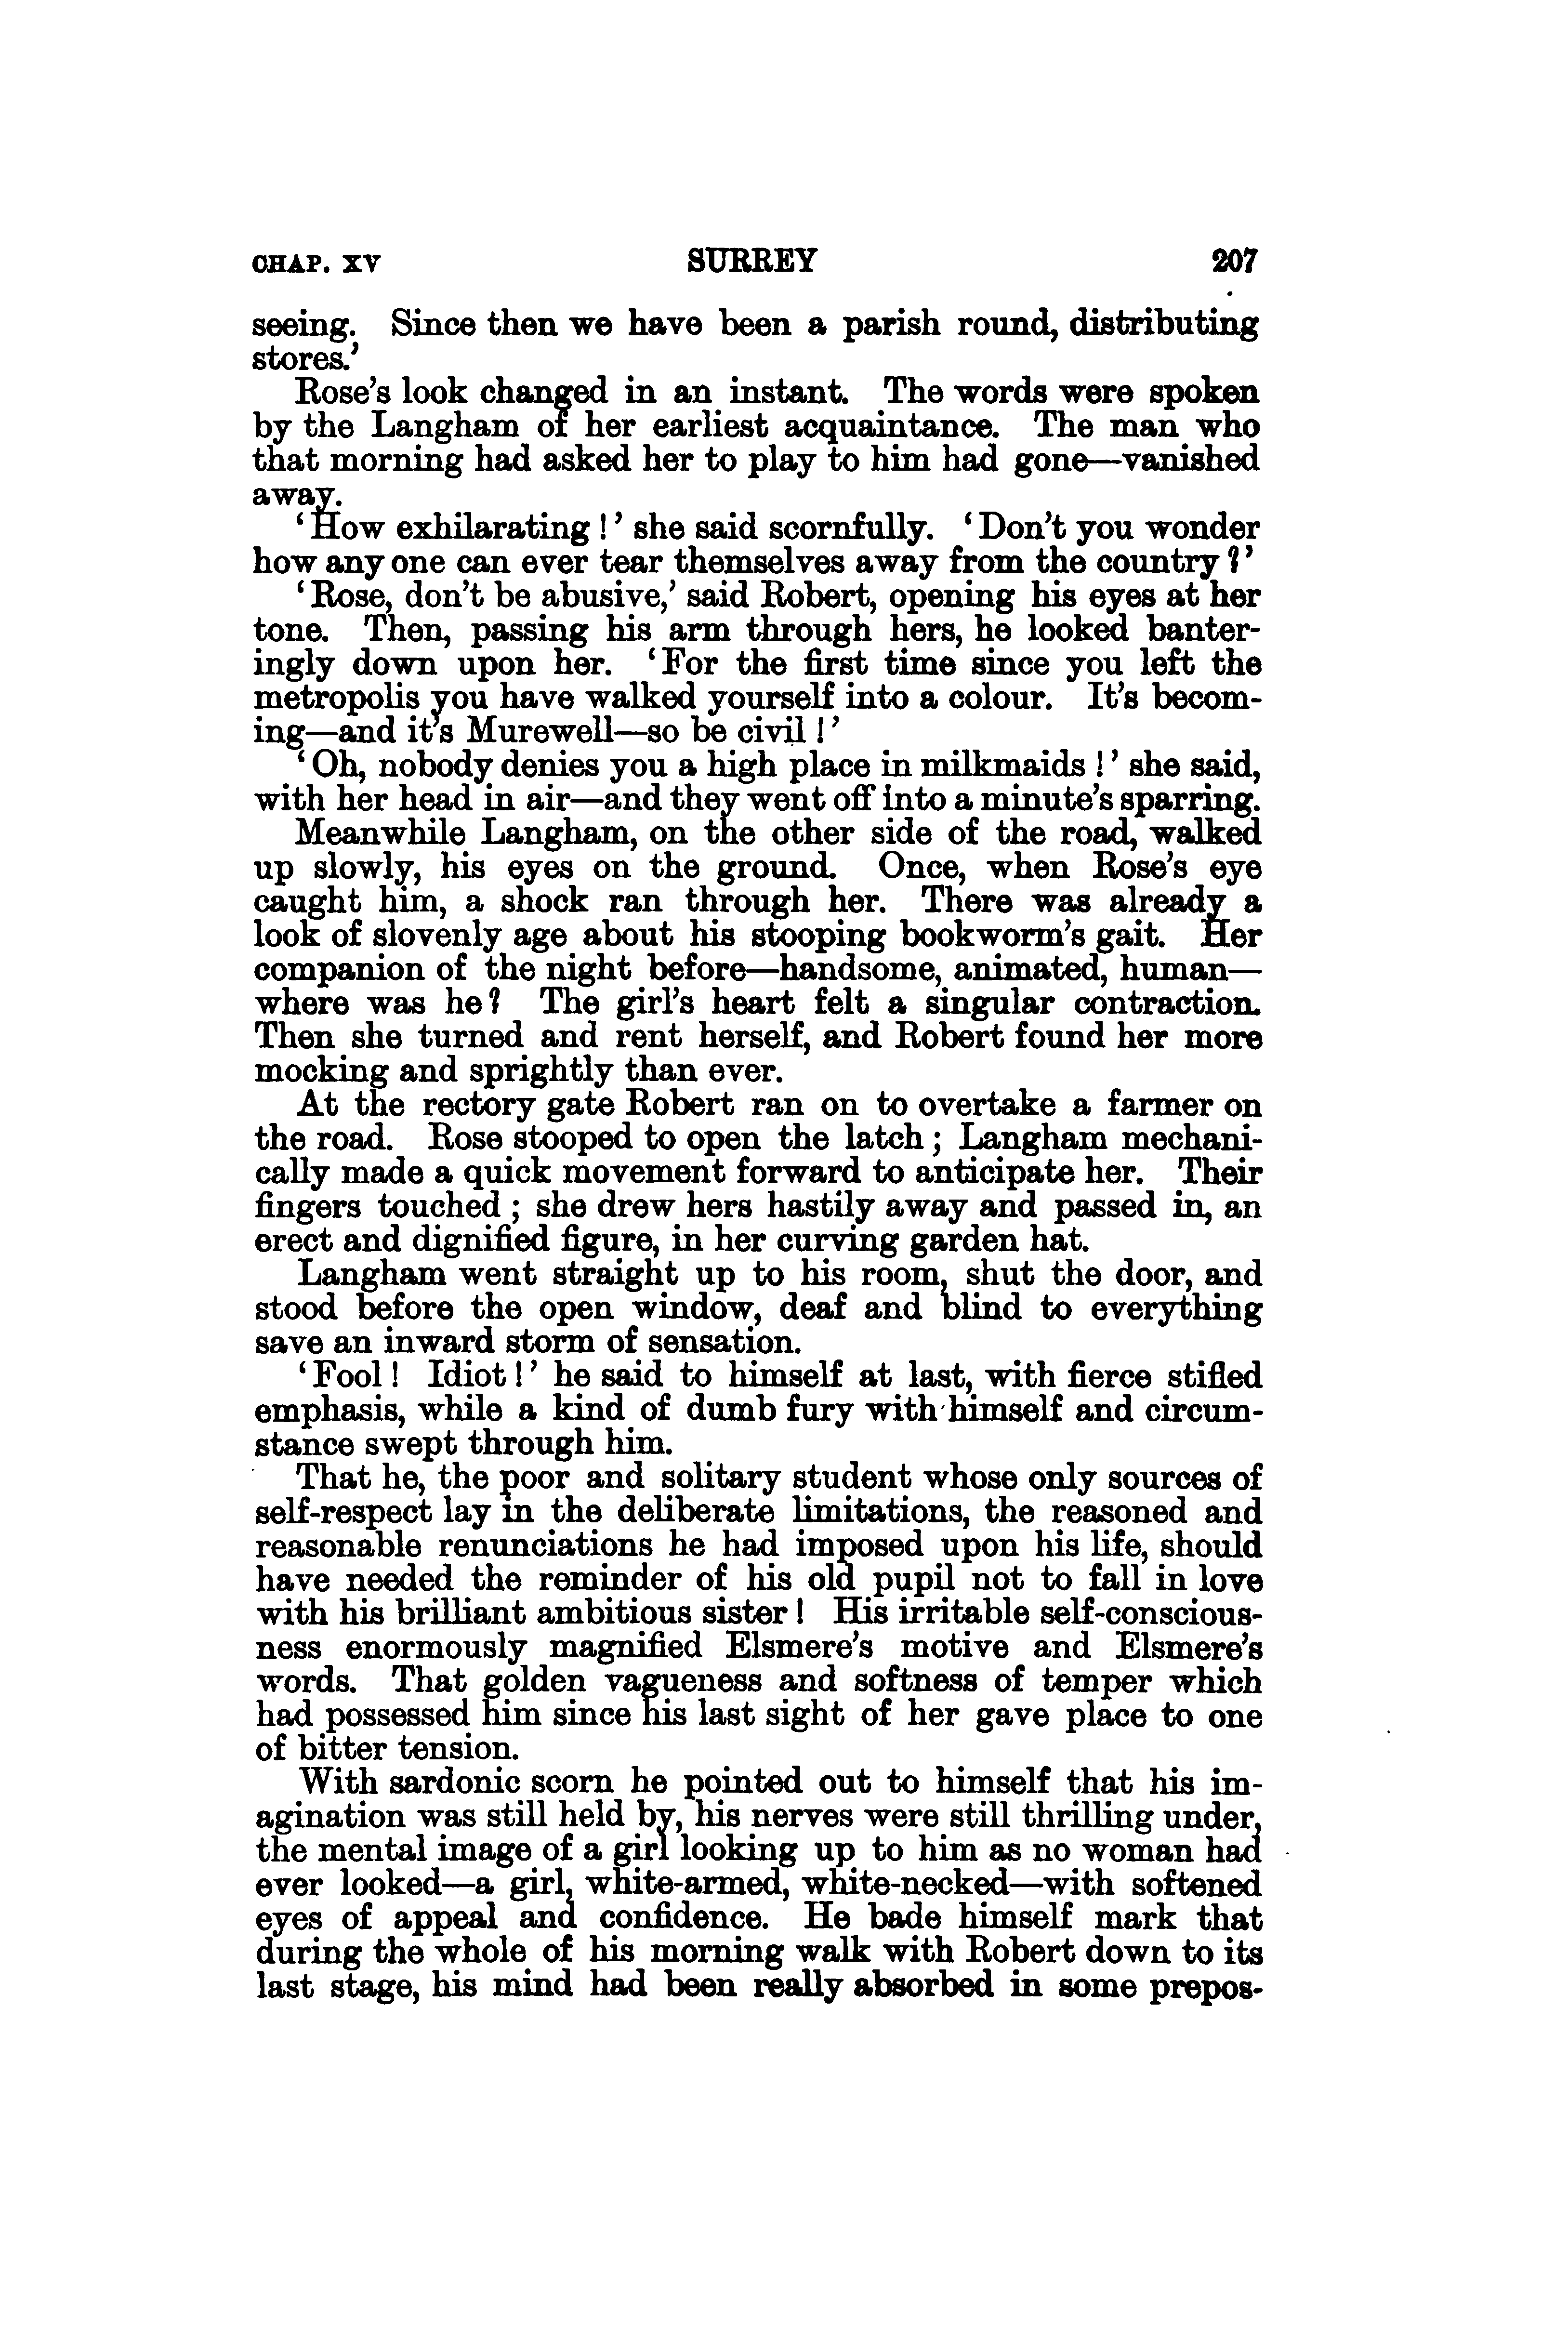 CHAP. XV SURREY 207
seeing. Since then we have been a parish round, distributing
stores.’
Rose’s look changed in an instant. The words were spoken
by the Langham of her earliest acquaintance. The man who
that morning had asked her to play to him had gone—vanished
away.
‘How exhilarating!’ she said scornfully. ‘Don’t you wonder
how any one can ever tear themselves away from the country?’
‘Rose, don’t be abusive,’ said Robert, opening his eyes at her
tone. Then, passing his arm through hers, he looked banter-
ingly down upon her. ‘For the first time since you left the
metropolis you have walked yourself into a colour. It’s becom-
ing—and it’s Murewell—so be civil!’
‘Oh, nobody denies you a high place in milkmaids!’ she said,
with her head in air—and they went off into a minute’s sparring.
Meanwhile Langham, on the other side of the road, walked
up slowly, his eyes on the ground. Once, when Rose’s eye
caught him, a shock ran through her. There was already a
look of slovenly age about his stooping bookworm’s gait. Her
companion of the night before—handsome, animated, human—
where was he? The girl’s heart felt a singular contraction.
Then she turned and rent herself, and Robert found her more
mocking and sprightly than ever.
At the rectory gate Robert ran on to overtake a farmer on
the road. Rose stooped to open the latch; Langham mechani-
cally made a quick movement forward to anticipate her. Their
fingers touched; she drew hers hastily away and passed in, an
erect and dignified figure, in her curving garden hat.
Langham went straight up to his room, shut the door, and
stood before the open window, deaf and blind to everything
save an inward storm of sensation.
‘Fool! Idiot!’ he said to himself at last, with fierce stifled
emphasis, while a kind of dumb fury with himself and circum-
stance swept through him.
That he, the poor and solitary student whose only sources of
self-respect lay in the deliberate limitations, the reasoned and
reasonable renunciations he had imposed upon his life, should
have needed the reminder of his old pupil not to fall in love
with his brilliant ambitious sister! His irritable self-conscious-
ness enormously magnified Elsmere’s motive and Elsmere’s
words. That golden vagueness and softness of temper which
had possessed him since his last sight of her gave place to one
of bitter tension.
With sardonic scorn he pointed out to himself that his im-
agination was still held by, his nerves were still thrilling under,
the mental image of a girl looking up to him as no woman had
ever looked—a girl, white-armed, white-necked—with softened
eyes of appeal and confidence. He bade himself mark that
during the whole of his morning walk with Robert down to its
last stage, his mind had been really absorbed in some prepos-